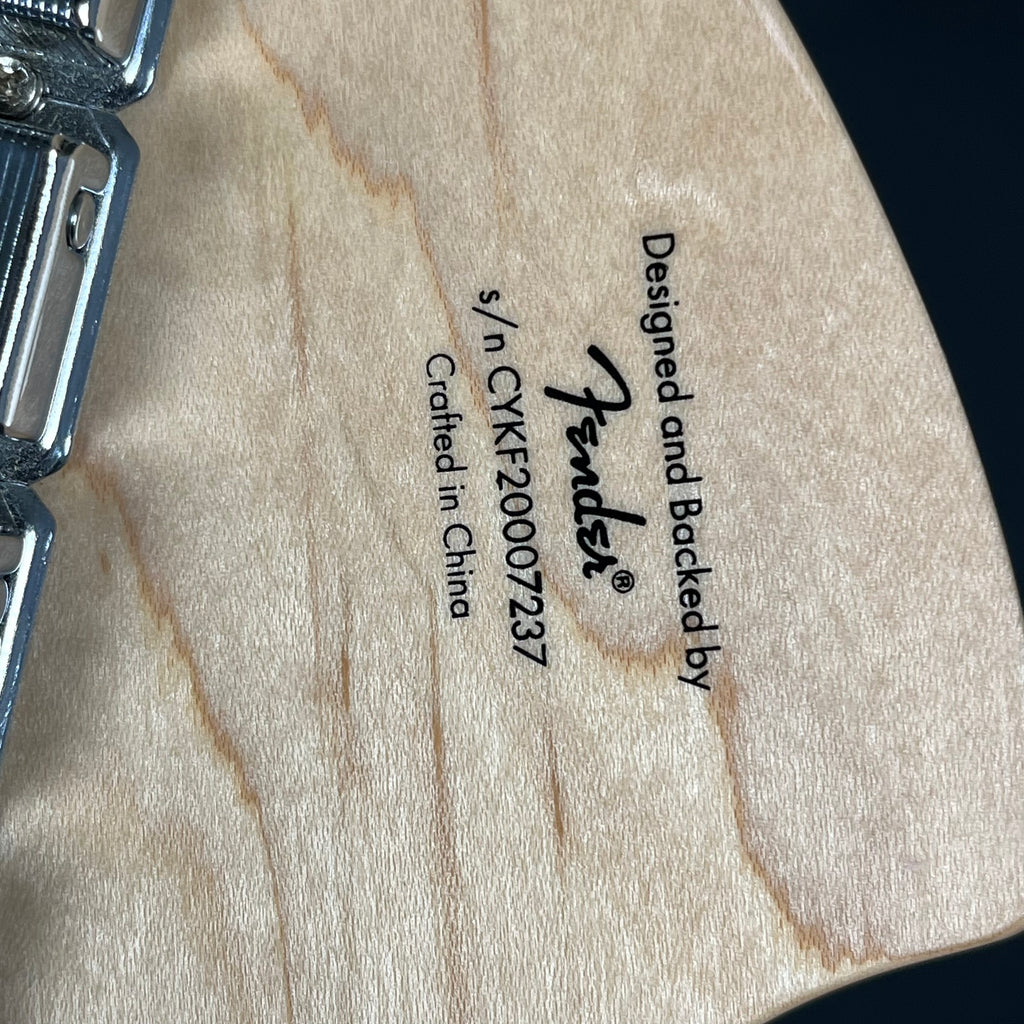 Designed and Backed by
Fender®
s/n CYKF20007237
Crafted in China